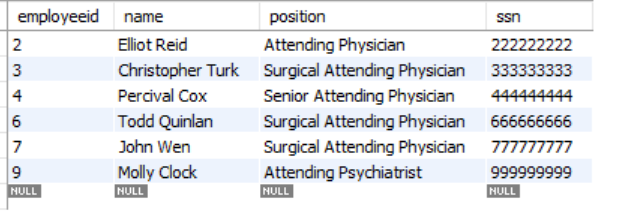 employeeid name position ssn
2 Elliot Reid Attending Physician 222222222
3 Christopher Turk Surgical Attending Physician 333333333
4 Percival Cox Senior Attending Physician 444444444
6 Todd Quinlan Surgical Attending Physician 666666666
7 John Wen Surgical Attending Physician 777777777
9 Molly Clock Attending Psychiatrist 999999999
NULL NULL NULL NULL